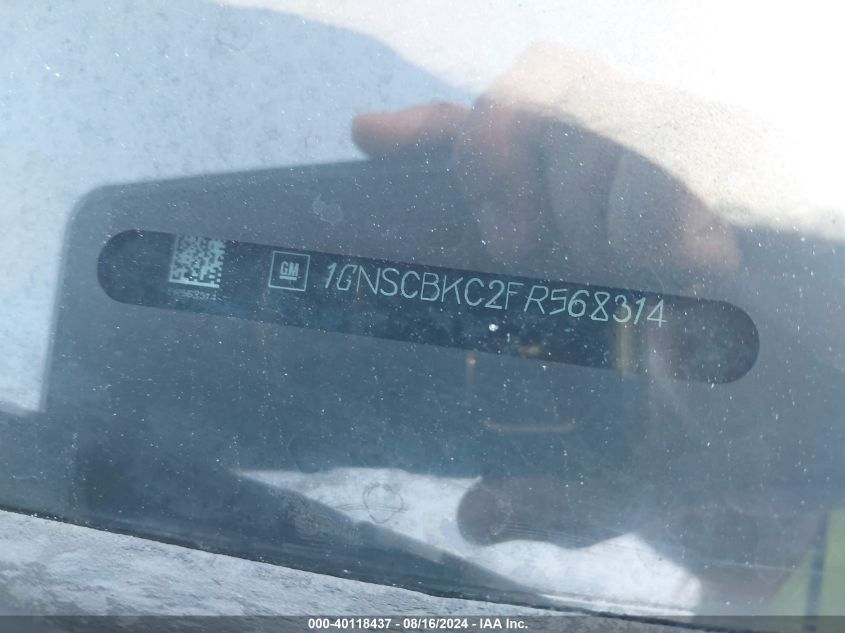 GM 1GNSCBKC2FR568314
000-40118437 - 08/16/2024 - IAA Inc.